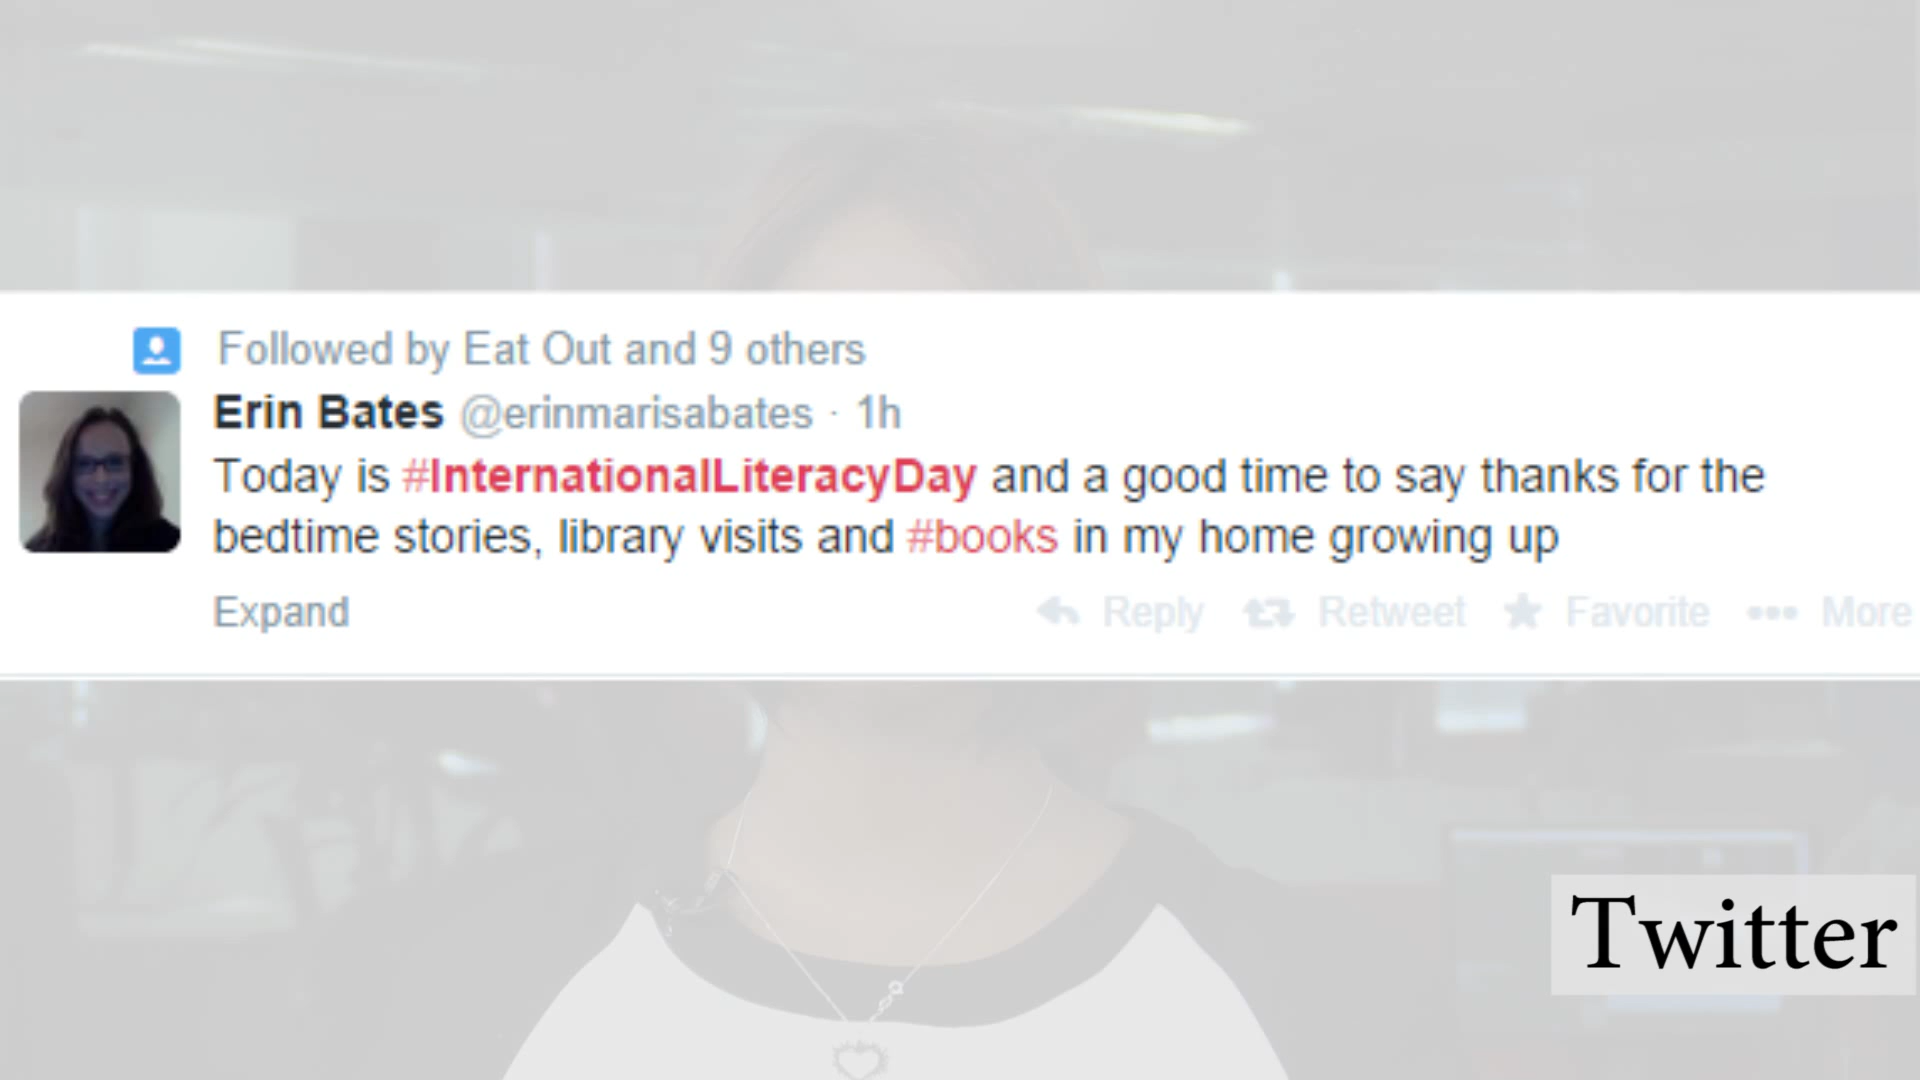 Followed by Eat Out and 9 others
Erin Bates @erinmarisabates · 1h
Today is #InternationalLiteracyDay and a good time to say thanks for the
bedtime stories, library visits and #books in my home growing up
Expand Reply Retweet Favorite More
Twitter